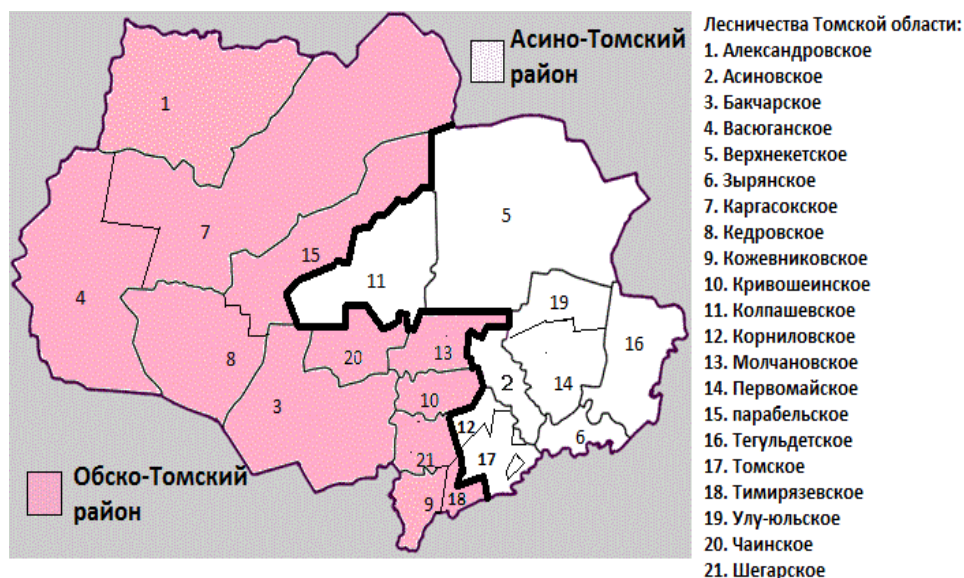 Асино-Томский
район
Обско-Томский
район
1
4
7
15
11
5
8
3
20
13
10
21
9
18
12
17
2
19
14
16
6
Лесничества Томской области:
1. Александровское
2. Асиновское
3. Бакчарское
4. Васюганское
5. Верхнекетское
6. Зырянское
7. Каргасокское
8. Кедровское
9. Кожевниковское
10. Кривошеинское
11. Колпашевское
12. Корниловское
13. Молчановское
14. Первомайское
15. парабельское
16. Тегульдетское
17. Томское
18. Тимирязевское
19. Улу-юльское
20. Чаинское
21. Шегарское